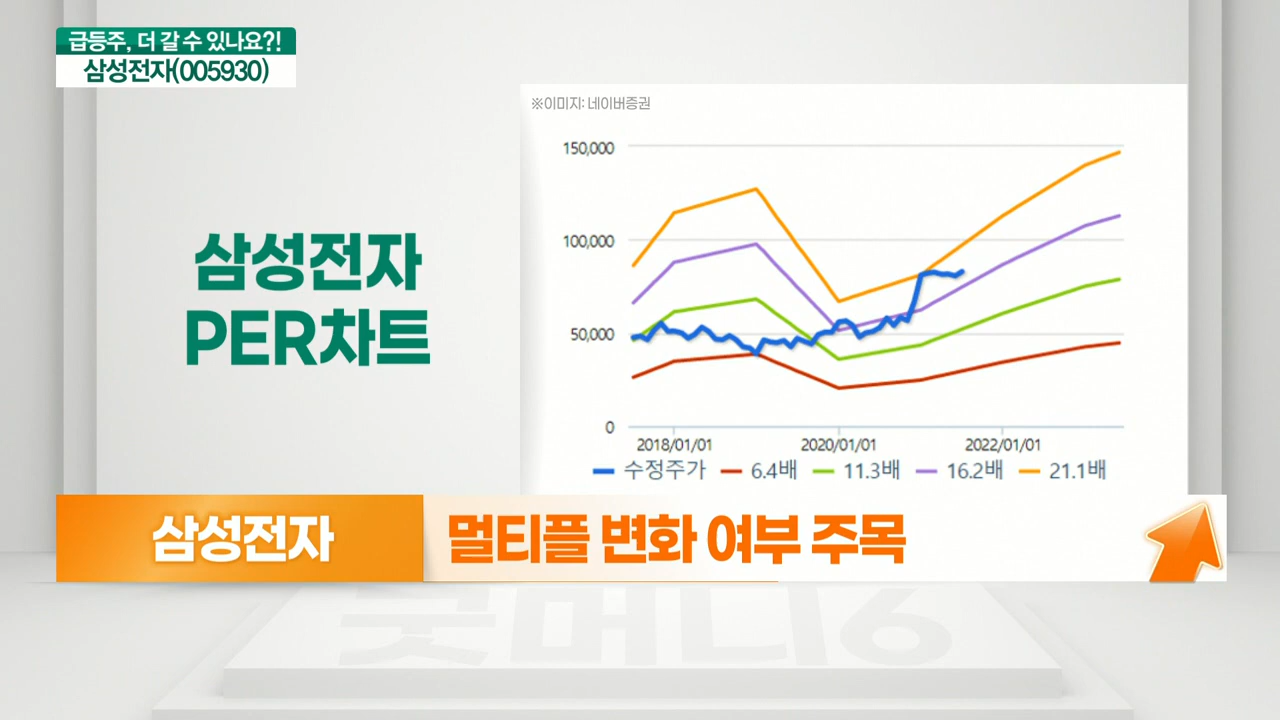 급등주, 더 갈 수 있나요?!
삼성전자(005930)
※이미지: 네이버증권
삼성전자
PER차트
150,000
100,000
50,000
0
2018/01/01 2020/01/01 2022/01/01
수정주가 6.4배 11.3배 16.2배 21.1배
삼성전자
멀티플 변화 여부 주목
굿머니6